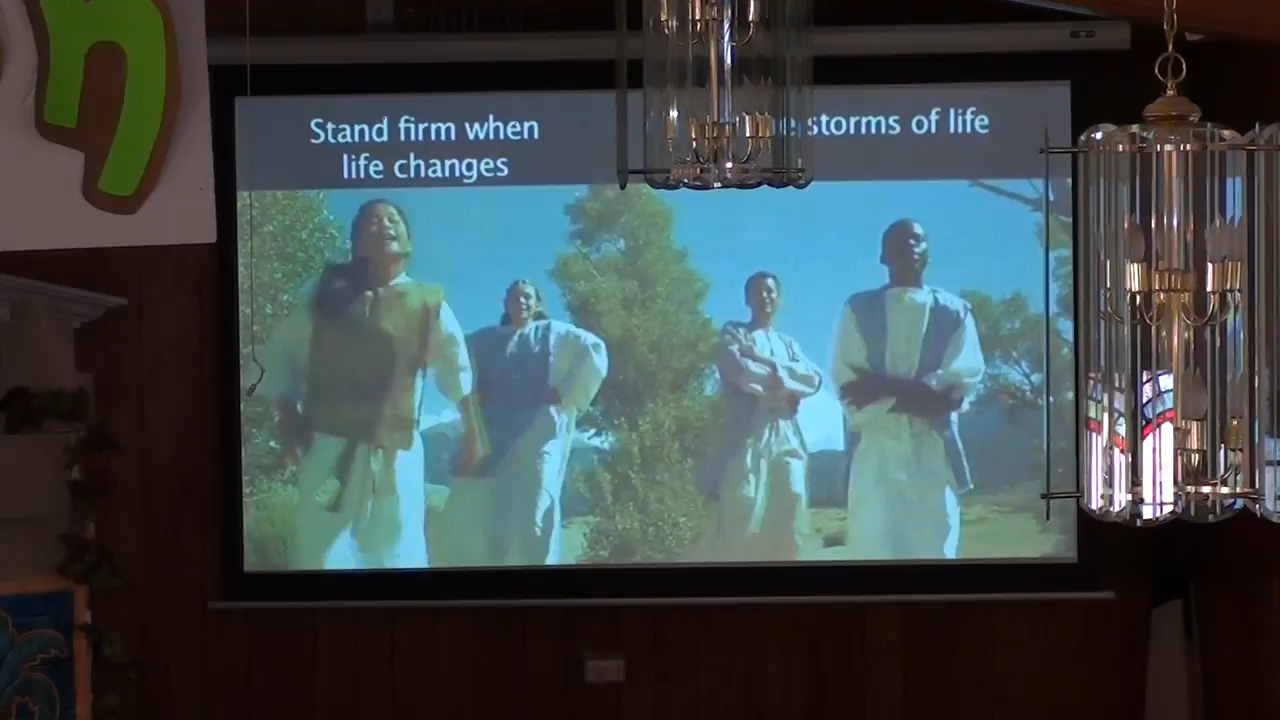 Stand firm when
life changes
storms of life